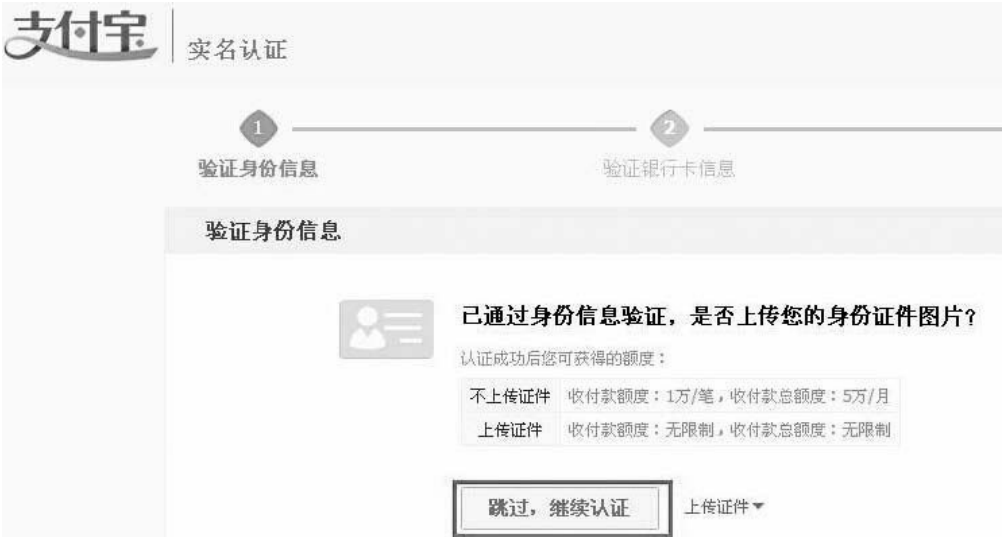 支付宝 实名认证
1 2
验证身份信息 验证银行卡信息
验证身份信息
已通过身份信息验证，是否上传您的身份证件图片？
认证成功后您可获得的额度：
不上传证件 收付款额度：1万/笔，收付款总额度：5万/月
上传证件 收付款额度：无限制，收付款总额度：无限制
跳过，继续认证 上传证件